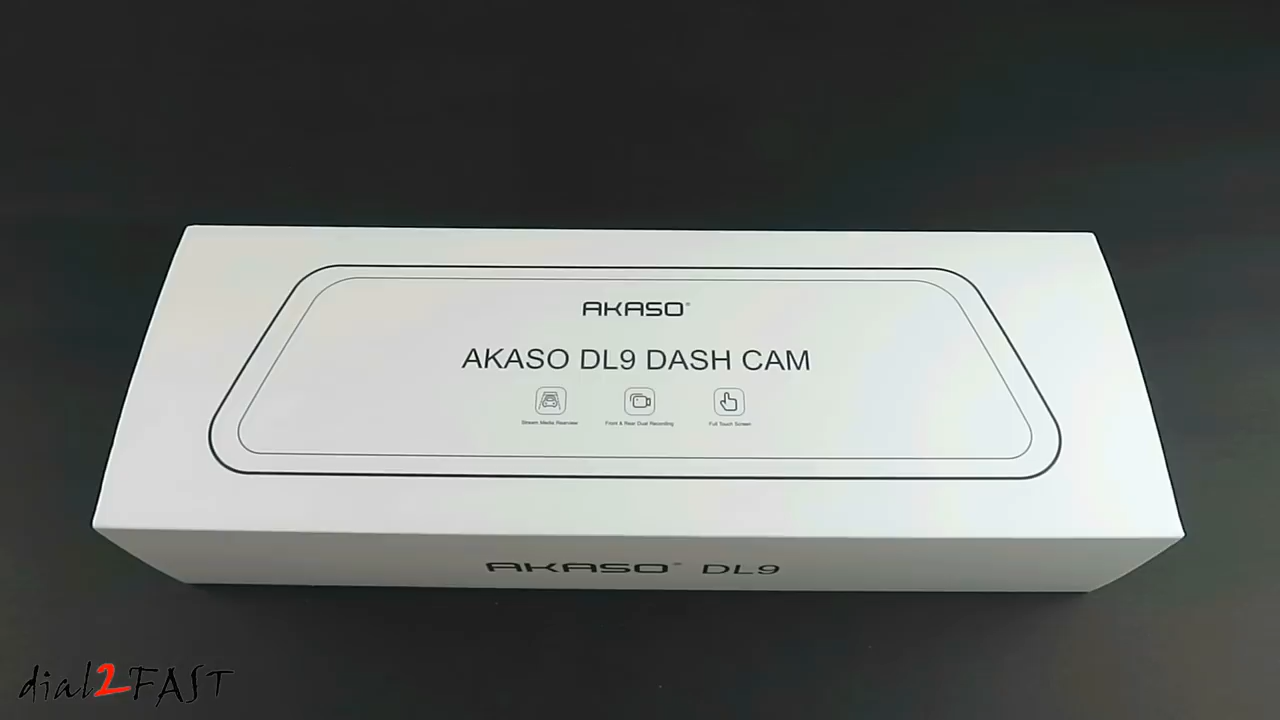 AKASO®
AKASO DL9 DASH CAM
Stream Media Rearview
Front & Rear Dual Recording
Full Touch Screen
AKASO® DL9
dial2FAST